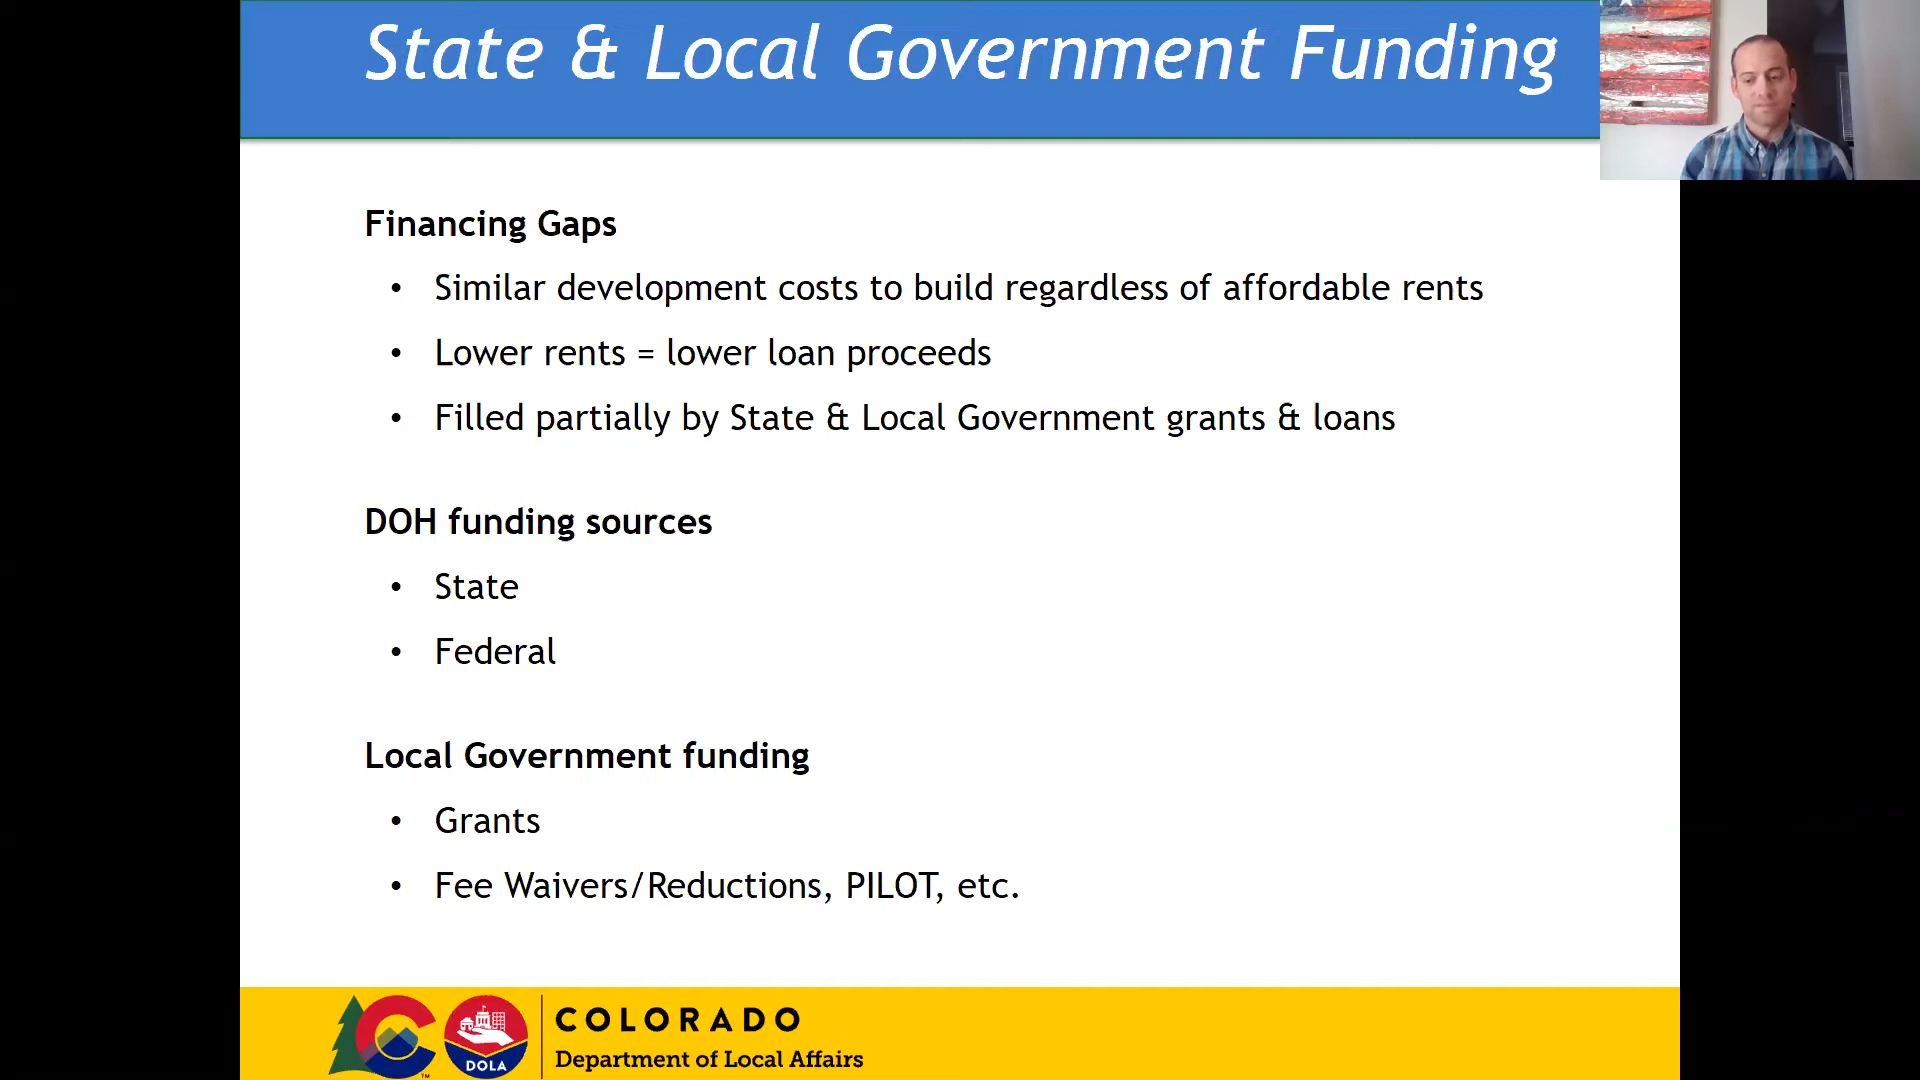 State & Local Government Funding
Financing Gaps
• Similar development costs to build regardless of affordable rents
• Lower rents = lower loan proceeds
• Filled partially by State & Local Government grants & loans
DOH funding sources
• State
• Federal
Local Government funding
• Grants
• Fee Waivers/Reductions, PILOT, etc.
C
TM
DOLA
COLORADO
Department of Local Affairs